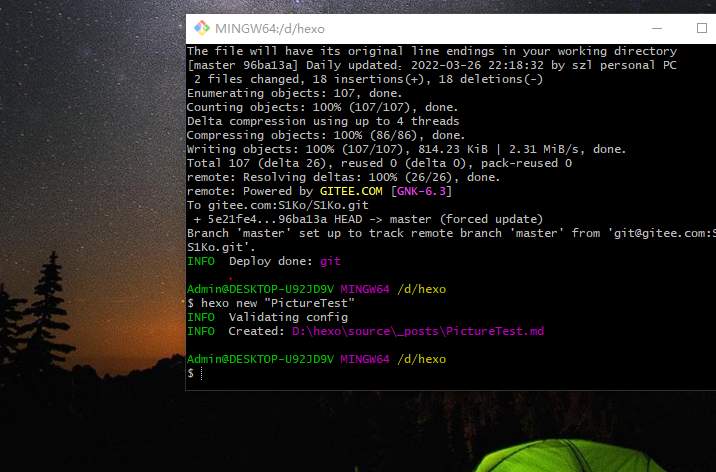 MINGW64:/d/hexo
The file will have its original line endings in your working directory
[master 96ba13a] Daily updated: 2022-03-26 22:18:32 by szl personal PC
 2 files changed, 18 insertions(+), 18 deletions(-)
Enumerating objects: 107, done.
Counting objects: 100% (107/107), done.
Delta compression using up to 4 threads
Compressing objects: 100% (86/86), done.
Writing objects: 100% (107/107), 814.23 KiB | 2.31 MiB/s, done.
Total 107 (delta 26), reused 0 (delta 0), pack-reused 0
remote: Resolving deltas: 100% (26/26), done.
remote: Powered by GITEE.COM [GNK-6.3]
To gitee.com:S1Ko/S1Ko.git
 + 5e21fe4...96ba13a HEAD -> master (forced update)
Branch 'master' set up to track remote branch 'master' from 'git@gitee.com:S
S1Ko.git'.
INFO  Deploy done: git
Admin@DESKTOP-U92JD9V MINGW64 /d/hexo
$ hexo new "PictureTest"
INFO  Validating config
INFO  Created: D:\hexo\source\_posts\PictureTest.md
Admin@DESKTOP-U92JD9V MINGW64 /d/hexo
$